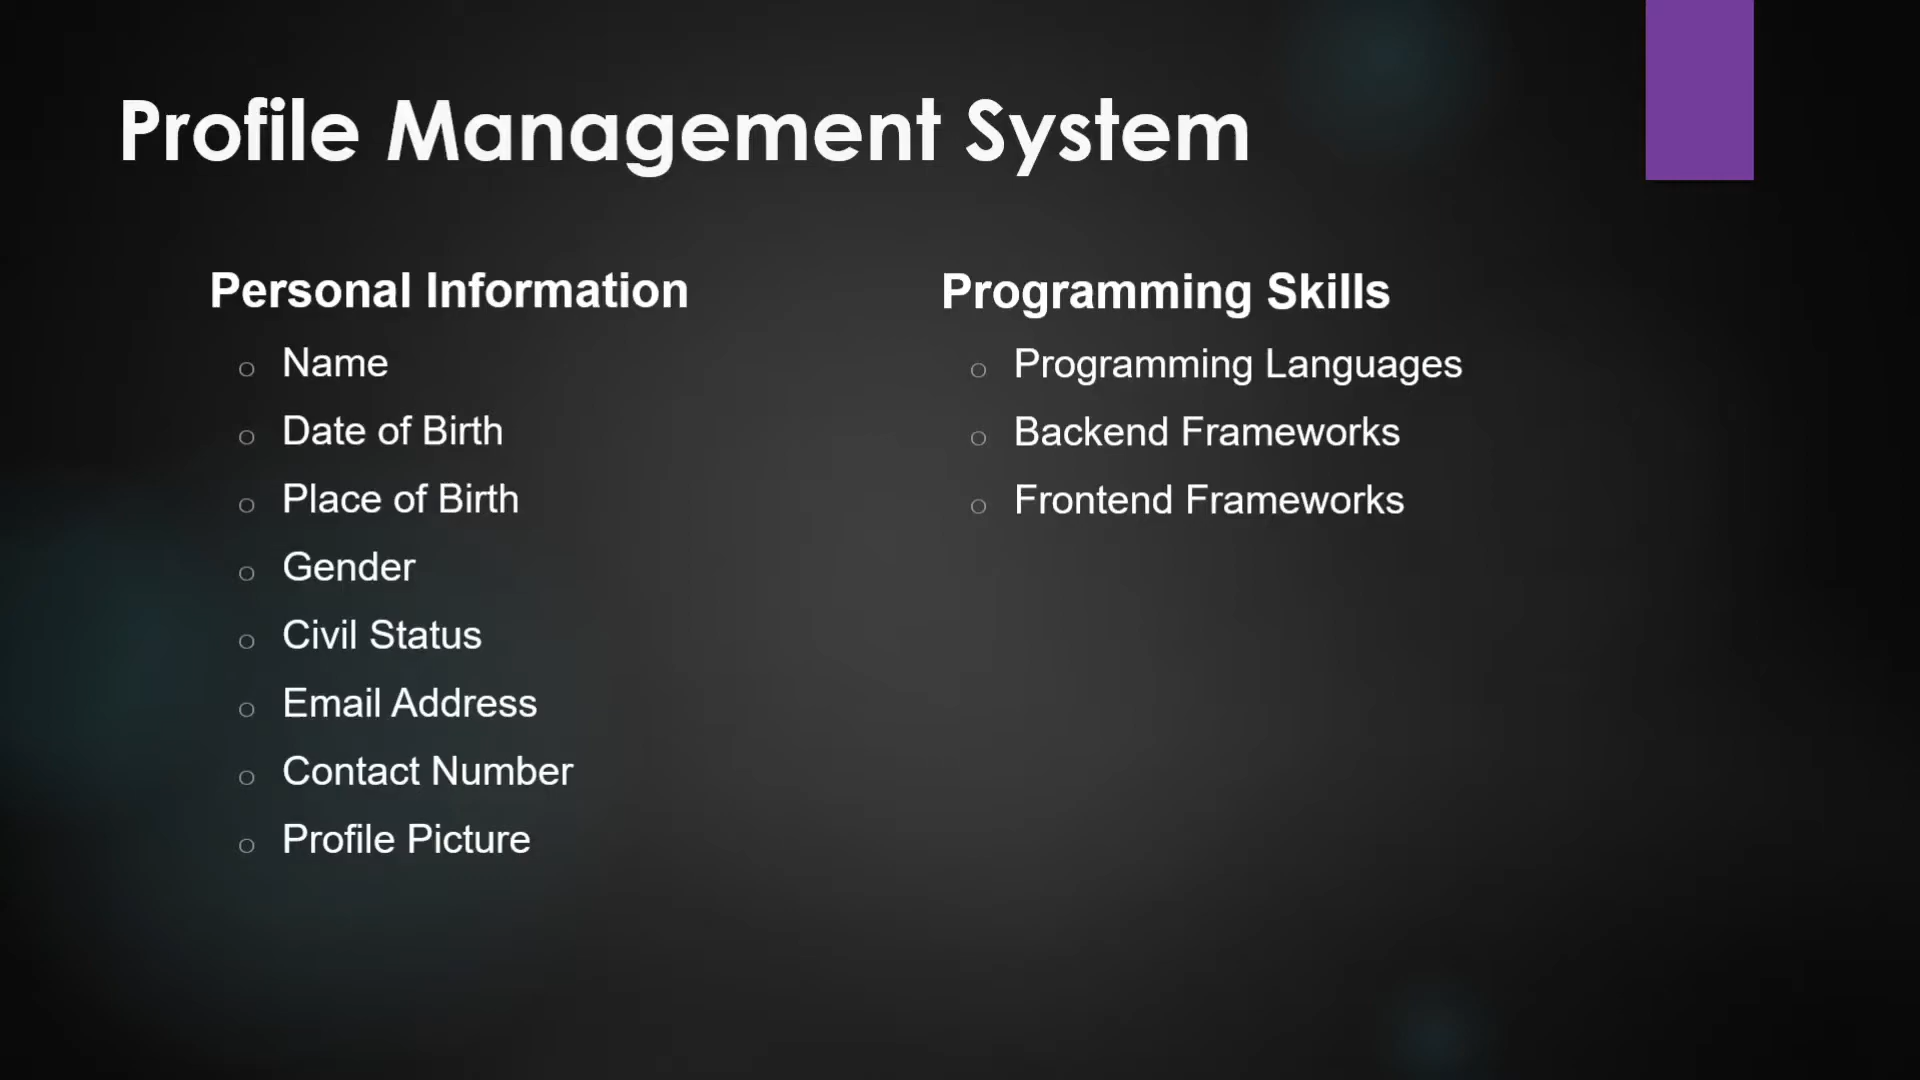 Profile Management System
Personal Information
Name
Date of Birth
Place of Birth
Gender
Civil Status
Email Address
Contact Number
Profile Picture
Programming Skills
Programming Languages
Backend Frameworks
Frontend Frameworks